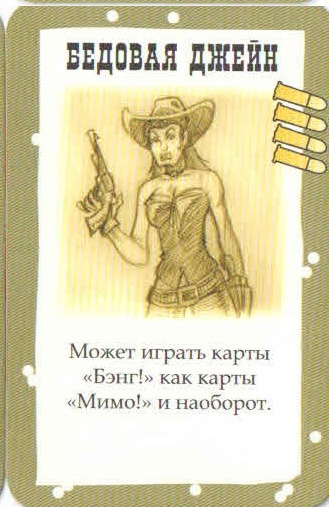 БЕДОВАЯ ДЖЕЙН
Может играть карты
«Бэнг!» как карты
«Мимо!» и наоборот.